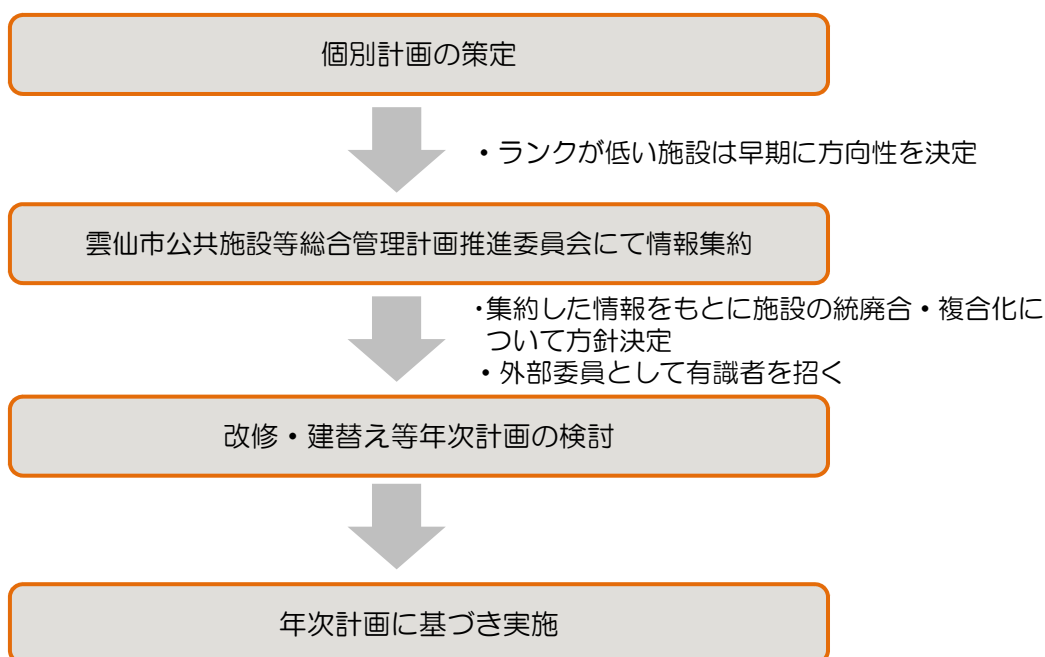 個別計画の策定
・ランクが低い施設は早期に方向性を決定
雲仙市公共施設等総合管理計画推進委員会にて情報集約
・集約した情報をもとに施設の統廃合・複合化に
ついて方針決定
・外部委員として有識者を招く
改修・建替え等年次計画の検討
年次計画に基づき実施